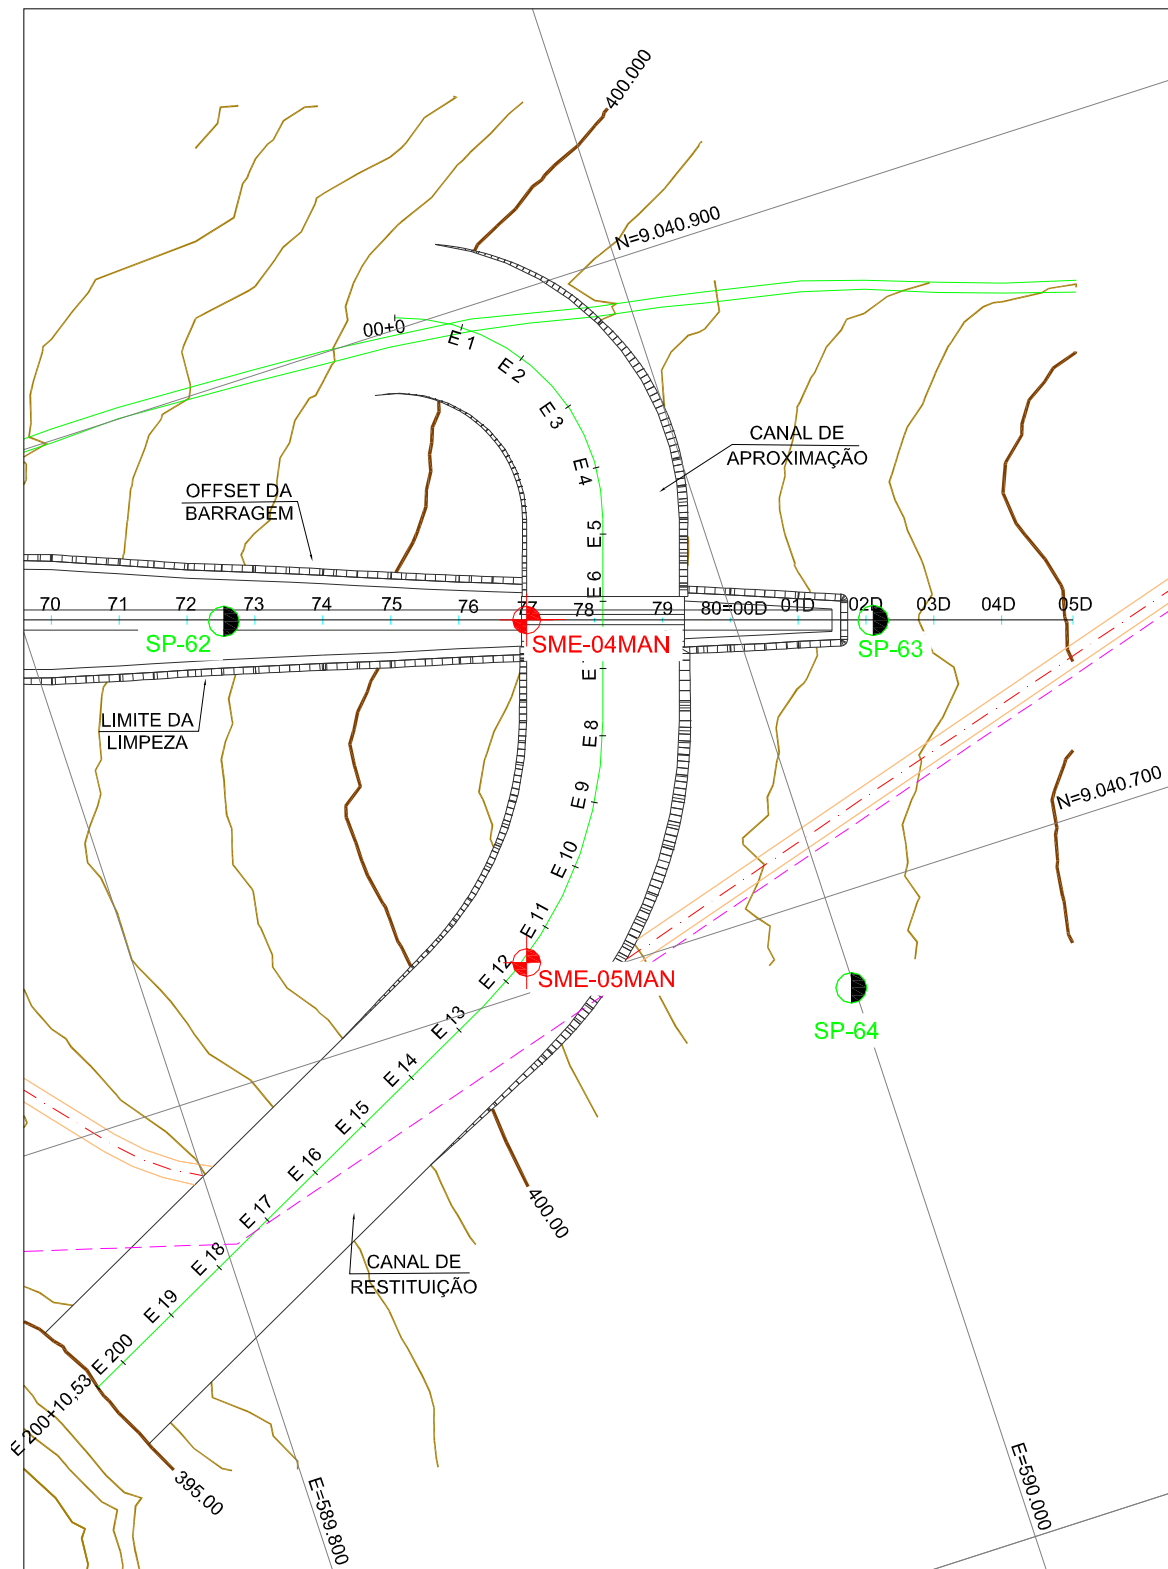 400.000
N=9.040.900
00+0
E 1
E 2
E 3
E 4
E 5
E 6
CANAL DE
APROXIMAÇÃO
OFFSET DA
BARRAGEM
70
71
72
73
74
75
76
77
78
79
80=00D
01D
02D
03D
04D
05D
SP-62
SME-04MAN
SP-63
LIMITE DA
LIMPEZA
E
E 8
E 9
E 10
E 11
E 12
N=9.040.700
SME-05MAN
SP-64
E 13
E 14
E 15
E 16
E 17
E 18
E 19
E 200
E 200+10,53
400.00
CANAL DE
RESTITUIÇÃO
395.00
E=589.800
E=590.000